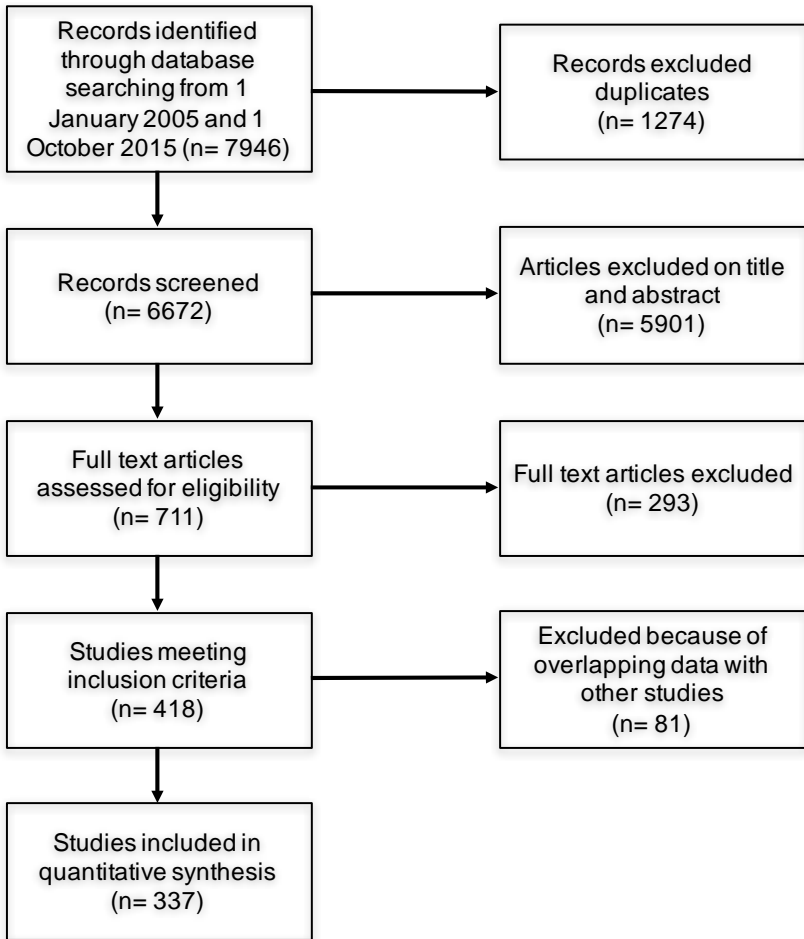 Records identified
through database
searching from 1
January 2005 and 1
October 2015 (n= 7946)
Records excluded
duplicates
(n= 1274)
Records screened
(n= 6672)
Articles excluded on title
and abstract
(n= 5901)
Full text articles
assessed for eligibility
(n= 711)
Full text articles excluded
(n= 293)
Studies meeting
inclusion criteria
(n= 418)
Excluded because of
overlapping data with
other studies
(n= 81)
Studies included in
quantitative synthesis
(n= 337)